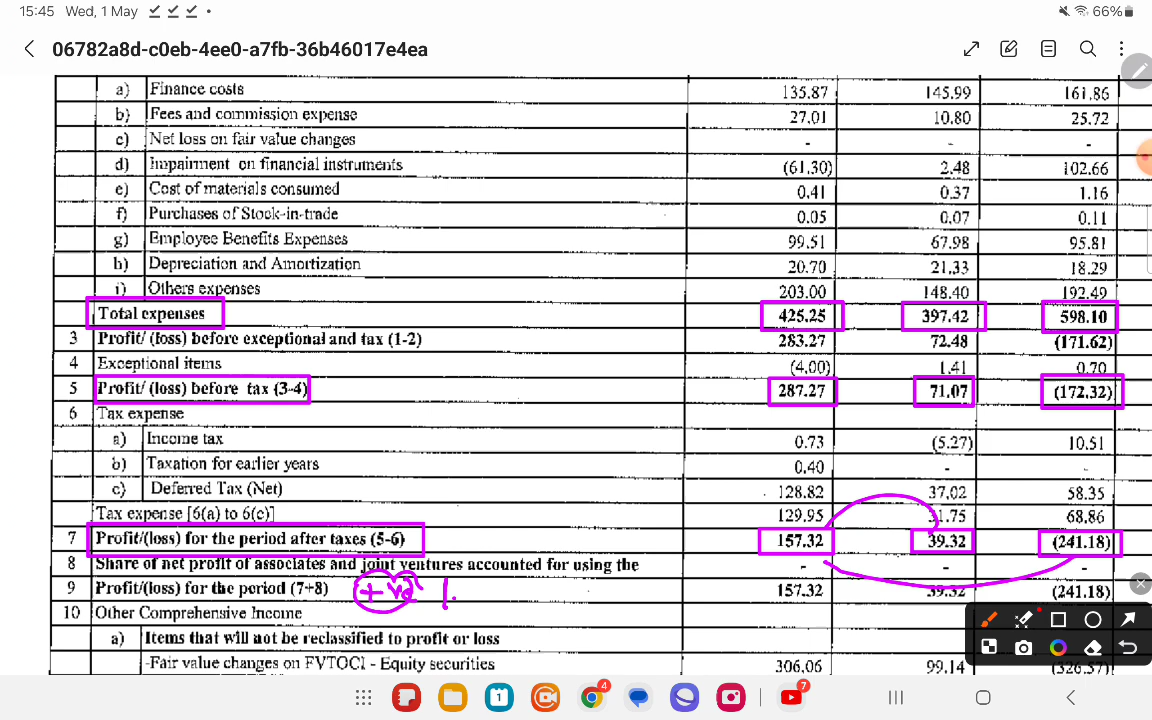 15:45 Wed, 1 May
66%
06782a8d-c0eb-4ee0-a7fb-36b46017e4ea
a) Finance costs 135.87 145.99 161.86
b) Fees and commission expense 27.01 10.80 25.72
c) Net loss on fair value changes - - -
d) Impairment on financial instruments (61.30) 2.48 102.66
e) Cost of materials consumed 0.41 0.37 1.16
f) Purchases of Stock-in-trade 0.05 0.07 0.11
g) Employee Benefits Expenses 99.51 67.98 95.81
h) Depreciation and Amortization 20.70 21.33 18.29
i) Others expenses 203.00 148.40 192.49
Total expenses 425.25 397.42 598.10
3 Profit/ (loss) before exceptional and tax (1-2) 283.27 72.48 (171.62)
4 Exceptional items (4.00) 1.41 0.70
5 Profit/ (loss) before tax (3-4) 287.27 71.07 (172.32)
6 Tax expense
a) Income tax 0.73 (5.27) 10.51
b) Taxation for earlier years 0.40 - -
c) Deferred Tax (Net) 128.82 37.02 58.35
Tax expense [6(a) to 6(c)] 129.95 31.75 68.86
7 Profit/(loss) for the period after taxes (5-6) 157.32 39.32 (241.18)
8 Share of net profit of associates and joint ventures accounted for using the - - -
9 Profit/(loss) for the period (7+8) +ve 157.32 39.32 (241.18)
10 Other Comprehensive Income
a) Items that will not be reclassified to profit or loss
-Fair value changes on FVTOCI - Equity securities 306.06 99.14 (326.57)
1
4
7